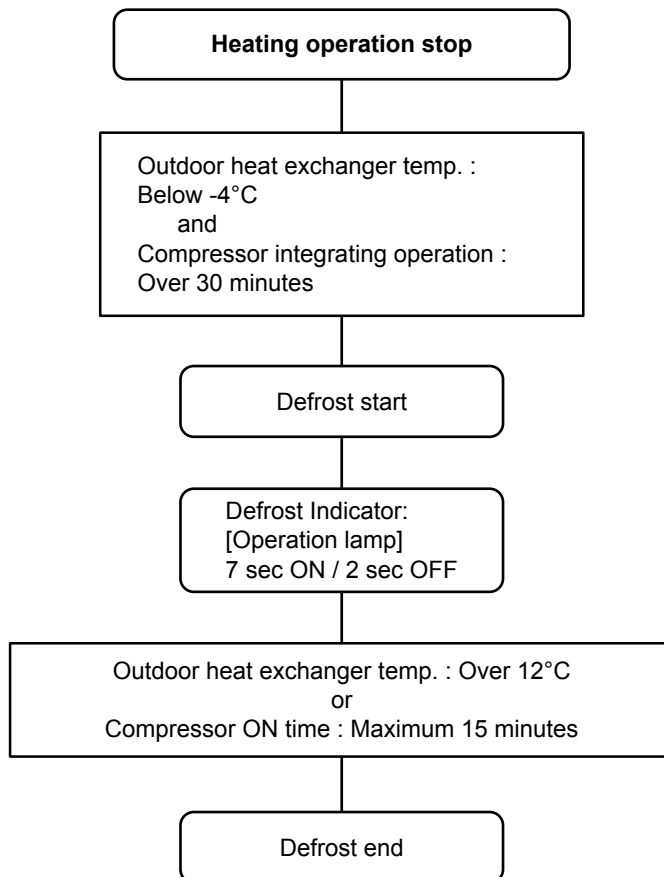 Heating operation stop
Outdoor heat exchanger temp. :
Below -4°C
and
Compressor integrating operation :
Over 30 minutes
Defrost start
Defrost Indicator:
[Operation lamp]
7 sec ON / 2 sec OFF
Outdoor heat exchanger temp. : Over 12°C
or
Compressor ON time : Maximum 15 minutes
Defrost end